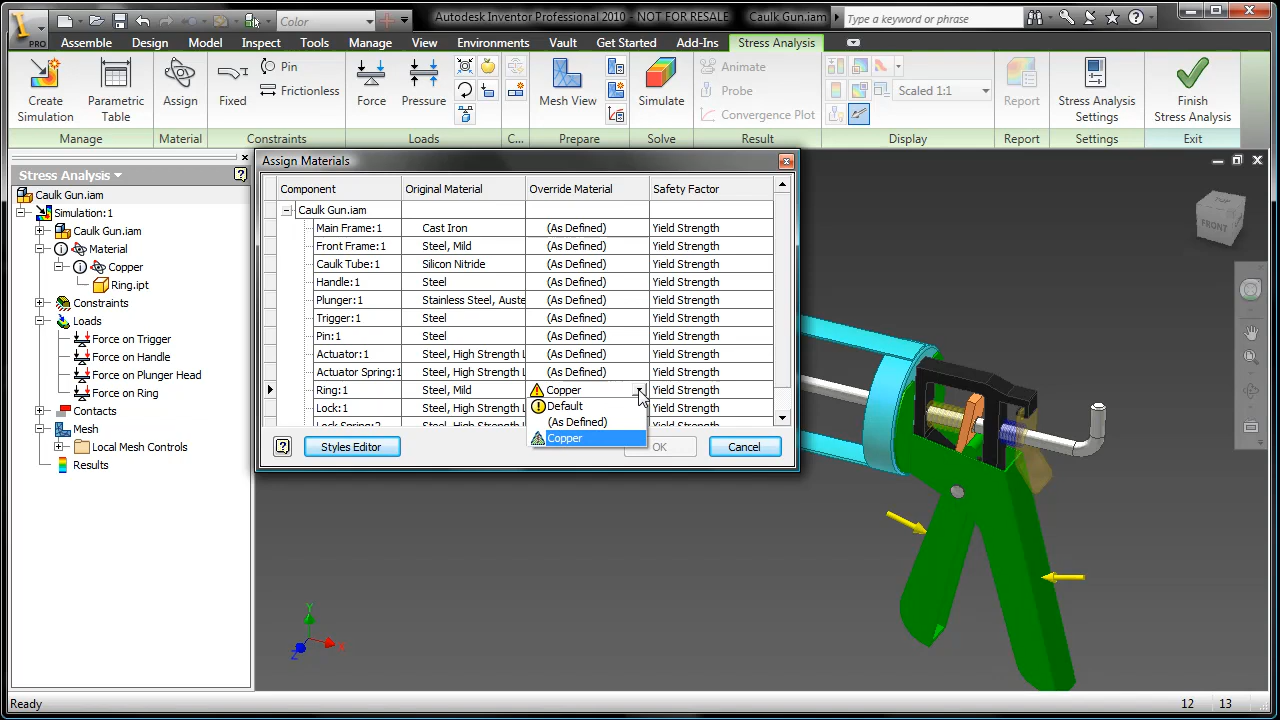 Color
Autodesk Inventor Professional 2010 - NOT FOR RESALE Caulk Gun.iam
Type a keyword or phrase
PRO
Assemble Design Model Inspect Tools Manage View Environments Vault Get Started Add-Ins Stress Analysis
Create Simulation
Parametric Table
Assign
Fixed
Pin
Frictionless
Force
Pressure
Mesh View
Simulate
Animate
Probe
Convergence Plot
Scaled 1:1
Report
Stress Analysis Settings
Finish Stress Analysis
Manage Material Constraints Loads C... Prepare Solve Result Display Report Settings Exit
Stress Analysis
Caulk Gun.iam
Simulation:1
Caulk Gun.iam
Material
Copper
Ring.ipt
Constraints
Loads
Force on Trigger
Force on Handle
Force on Plunger Head
Force on Ring
Contacts
Mesh
Local Mesh Controls
Results
Assign Materials
Component Original Material Override Material Safety Factor
Caulk Gun.iam
Main Frame:1 Cast Iron (As Defined) Yield Strength
Front Frame:1 Steel, Mild (As Defined) Yield Strength
Caulk Tube:1 Silicon Nitride (As Defined) Yield Strength
Handle:1 Steel (As Defined) Yield Strength
Plunger:1 Stainless Steel, Auste (As Defined) Yield Strength
Trigger:1 Steel (As Defined) Yield Strength
Pin:1 Steel (As Defined) Yield Strength
Actuator:1 Steel, High Strength L (As Defined) Yield Strength
Actuator Spring:1 Steel, High Strength L (As Defined) Yield Strength
Ring:1 Steel, Mild Copper Yield Strength
Lock:1 Steel, High Strength L Default Yield Strength
Lock Spring:2 Steel, High Strength L (As Defined) Yield Strength
Copper
Styles Editor OK Cancel
FRONT
Y
X
Z
Ready 12 13